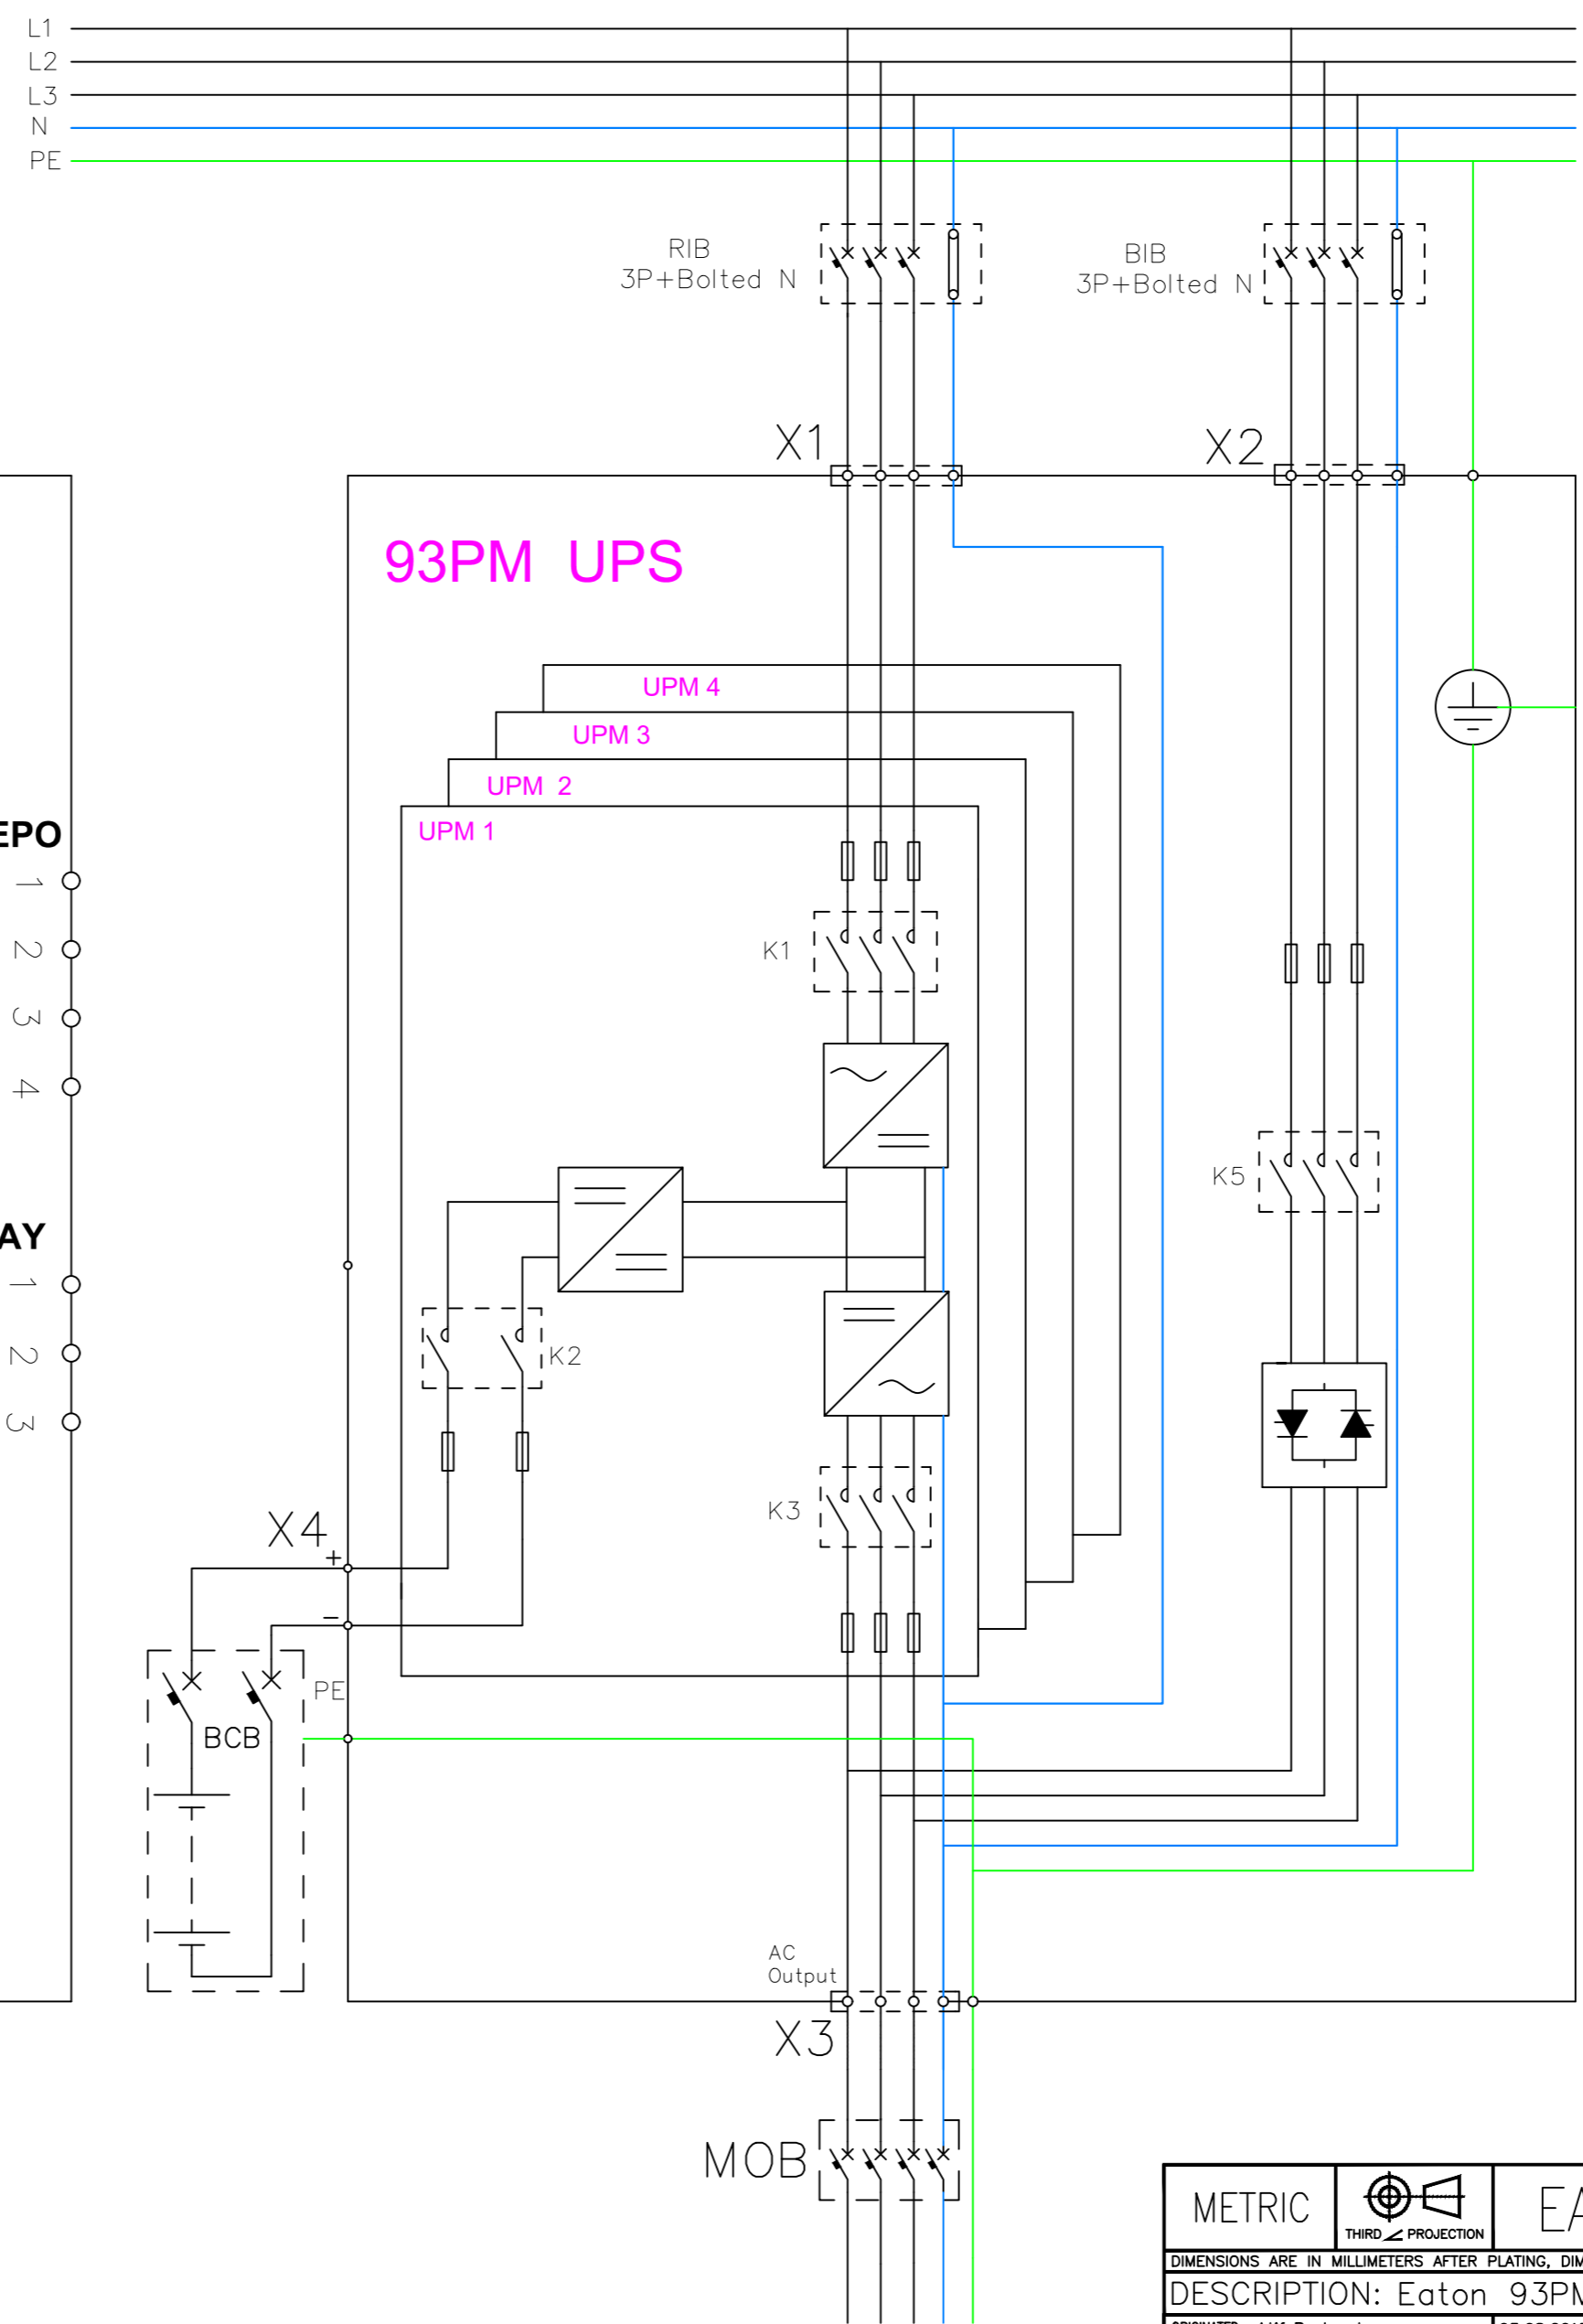 L1
L2
L3
N
PE
RIB
3P+Bolted N
BIB
3P+Bolted N
X1
X2
93PM UPS
UPM 4
UPM 3
UPM 2
UPM 1
EPO
1
2
3
4
K1
K5
AY
1
2
3
K2
K3
X4
+
−
PE
BCB
AC
Output
X3
MOB
METRIC
THIRD PROJECTION
EA
DIMENSIONS ARE IN MILLIMETERS AFTER PLATING, DIM
DESCRIPTION: Eaton 93PM